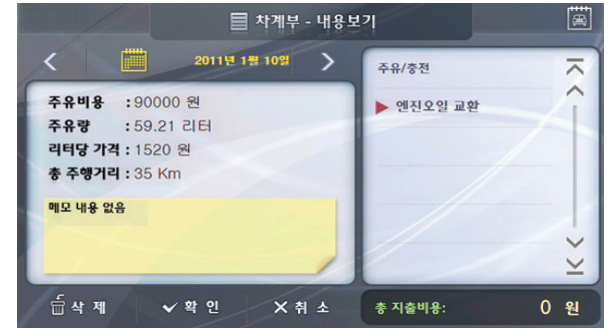 차계부 - 내용보기
2011년 1월 10일
주유비용 : 90000 원
주유량 : 59.21 리터
리터당 가격 : 1520 원
총 주행거리 : 35 Km
메모 내용 없음
주유/충전
엔진오일 교환
삭 제
확 인
취 소
총 지출비용: 0 원